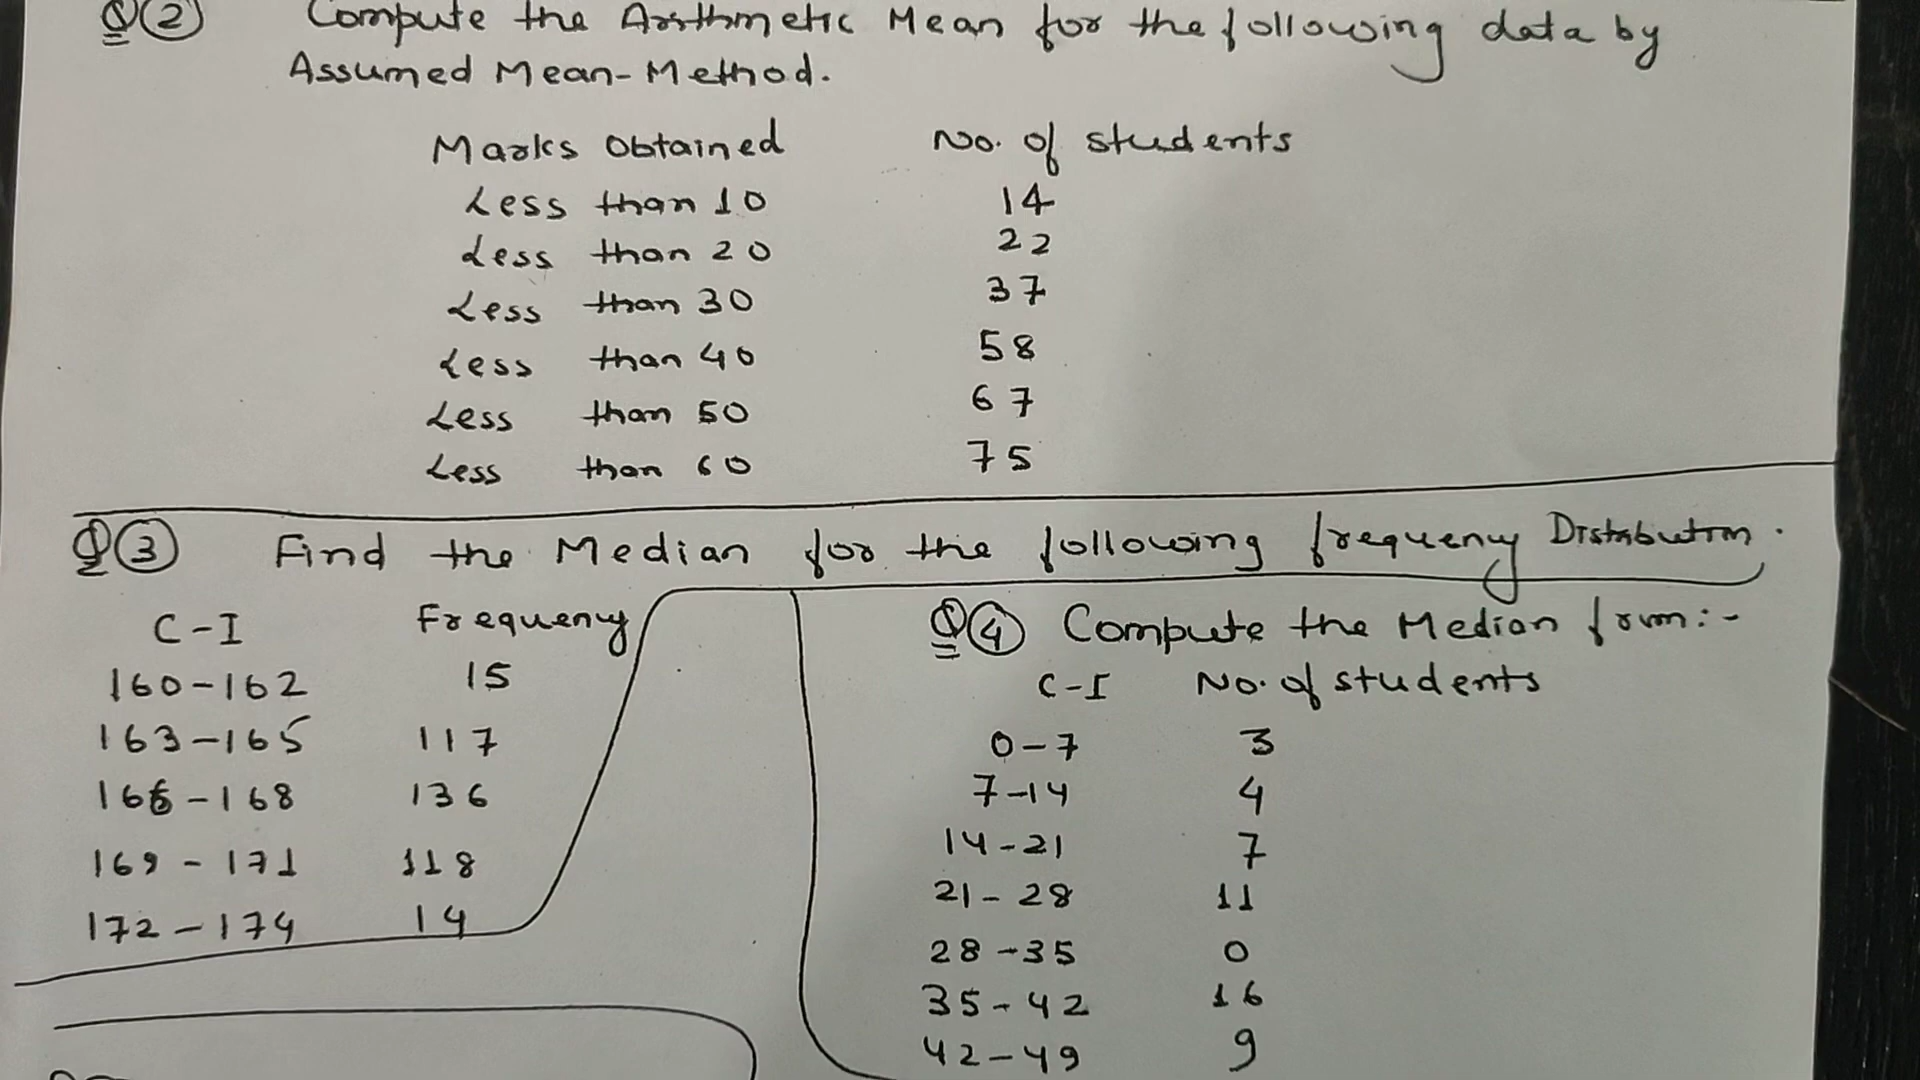 Q② Compute the Arithmetic Mean for the following data by
Assumed Mean-Method.
Marks Obtained No. of students
Less than 10 14
Less than 20 22
Less than 30 37
Less than 40 58
Less than 50 67
Less than 60 75
Q③ Find the Median for the following frequency Distribution.
C-I Frequency
160-162 15
163-165 117
166-168 136
169-171 118
172-174 14
Q④ Compute the Median from:-
C-I No. of students
0-7 3
7-14 4
14-21 7
21-28 11
28-35 0
35-42 16
42-49 9